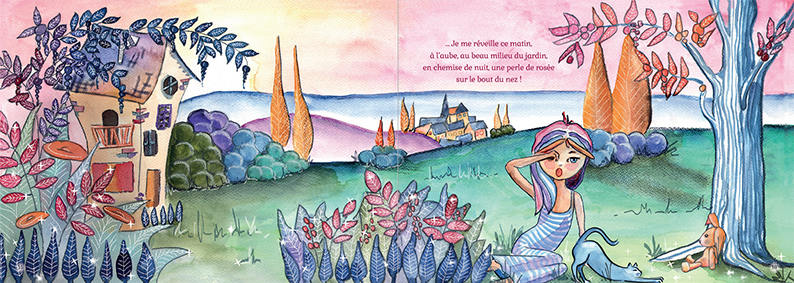 ...Je me réveille ce matin,
à l'aube, au beau milieu du jardin,
en chemise de nuit, une perle de rosée
sur le bout du nez !